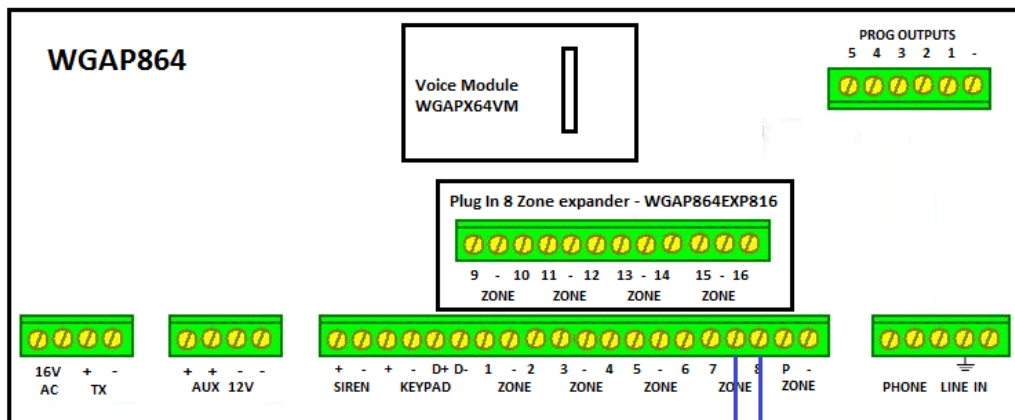 WGAP864
Voice Module
WGAPX64VM
PROG OUTPUTS
5 4 3 2 1 -
Plug In 8 Zone expander - WGAP864EXP816
9 - 10 11 - 12 13 - 14 15 - 16
ZONE ZONE ZONE ZONE
16V + -
AC TX
+ + - -
AUX 12V
+ - + - D+ D- 1 - 2 3 - 4 5 - 6 7 8 P -
SIREN KEYPAD ZONE ZONE ZONE ZONE ZONE
PHONE LINE IN